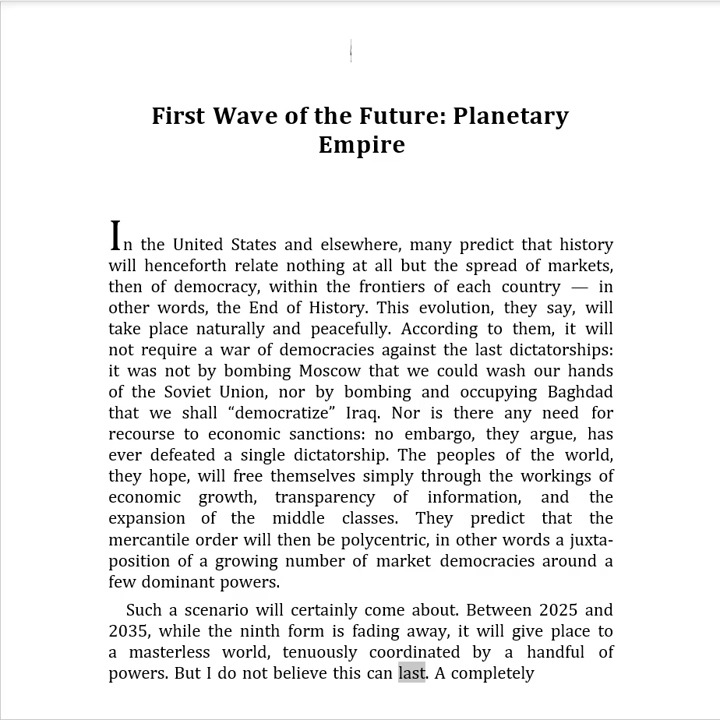 First Wave of the Future: Planetary
Empire
In the United States and elsewhere, many predict that history
will henceforth relate nothing at all but the spread of markets,
then of democracy, within the frontiers of each country — in
other words, the End of History. This evolution, they say, will
take place naturally and peacefully. According to them, it will
not require a war of democracies against the last dictatorships:
it was not by bombing Moscow that we could wash our hands
of the Soviet Union, nor by bombing and occupying Baghdad
that we shall “democratize” Iraq. Nor is there any need for
recourse to economic sanctions: no embargo, they argue, has
ever defeated a single dictatorship. The peoples of the world,
they hope, will free themselves simply through the workings of
economic growth, transparency of information, and the
expansion of the middle classes. They predict that the
mercantile order will then be polycentric, in other words a juxta-
position of a growing number of market democracies around a
few dominant powers.
Such a scenario will certainly come about. Between 2025 and
2035, while the ninth form is fading away, it will give place to
a masterless world, tenuously coordinated by a handful of
powers. But I do not believe this can last. A completely